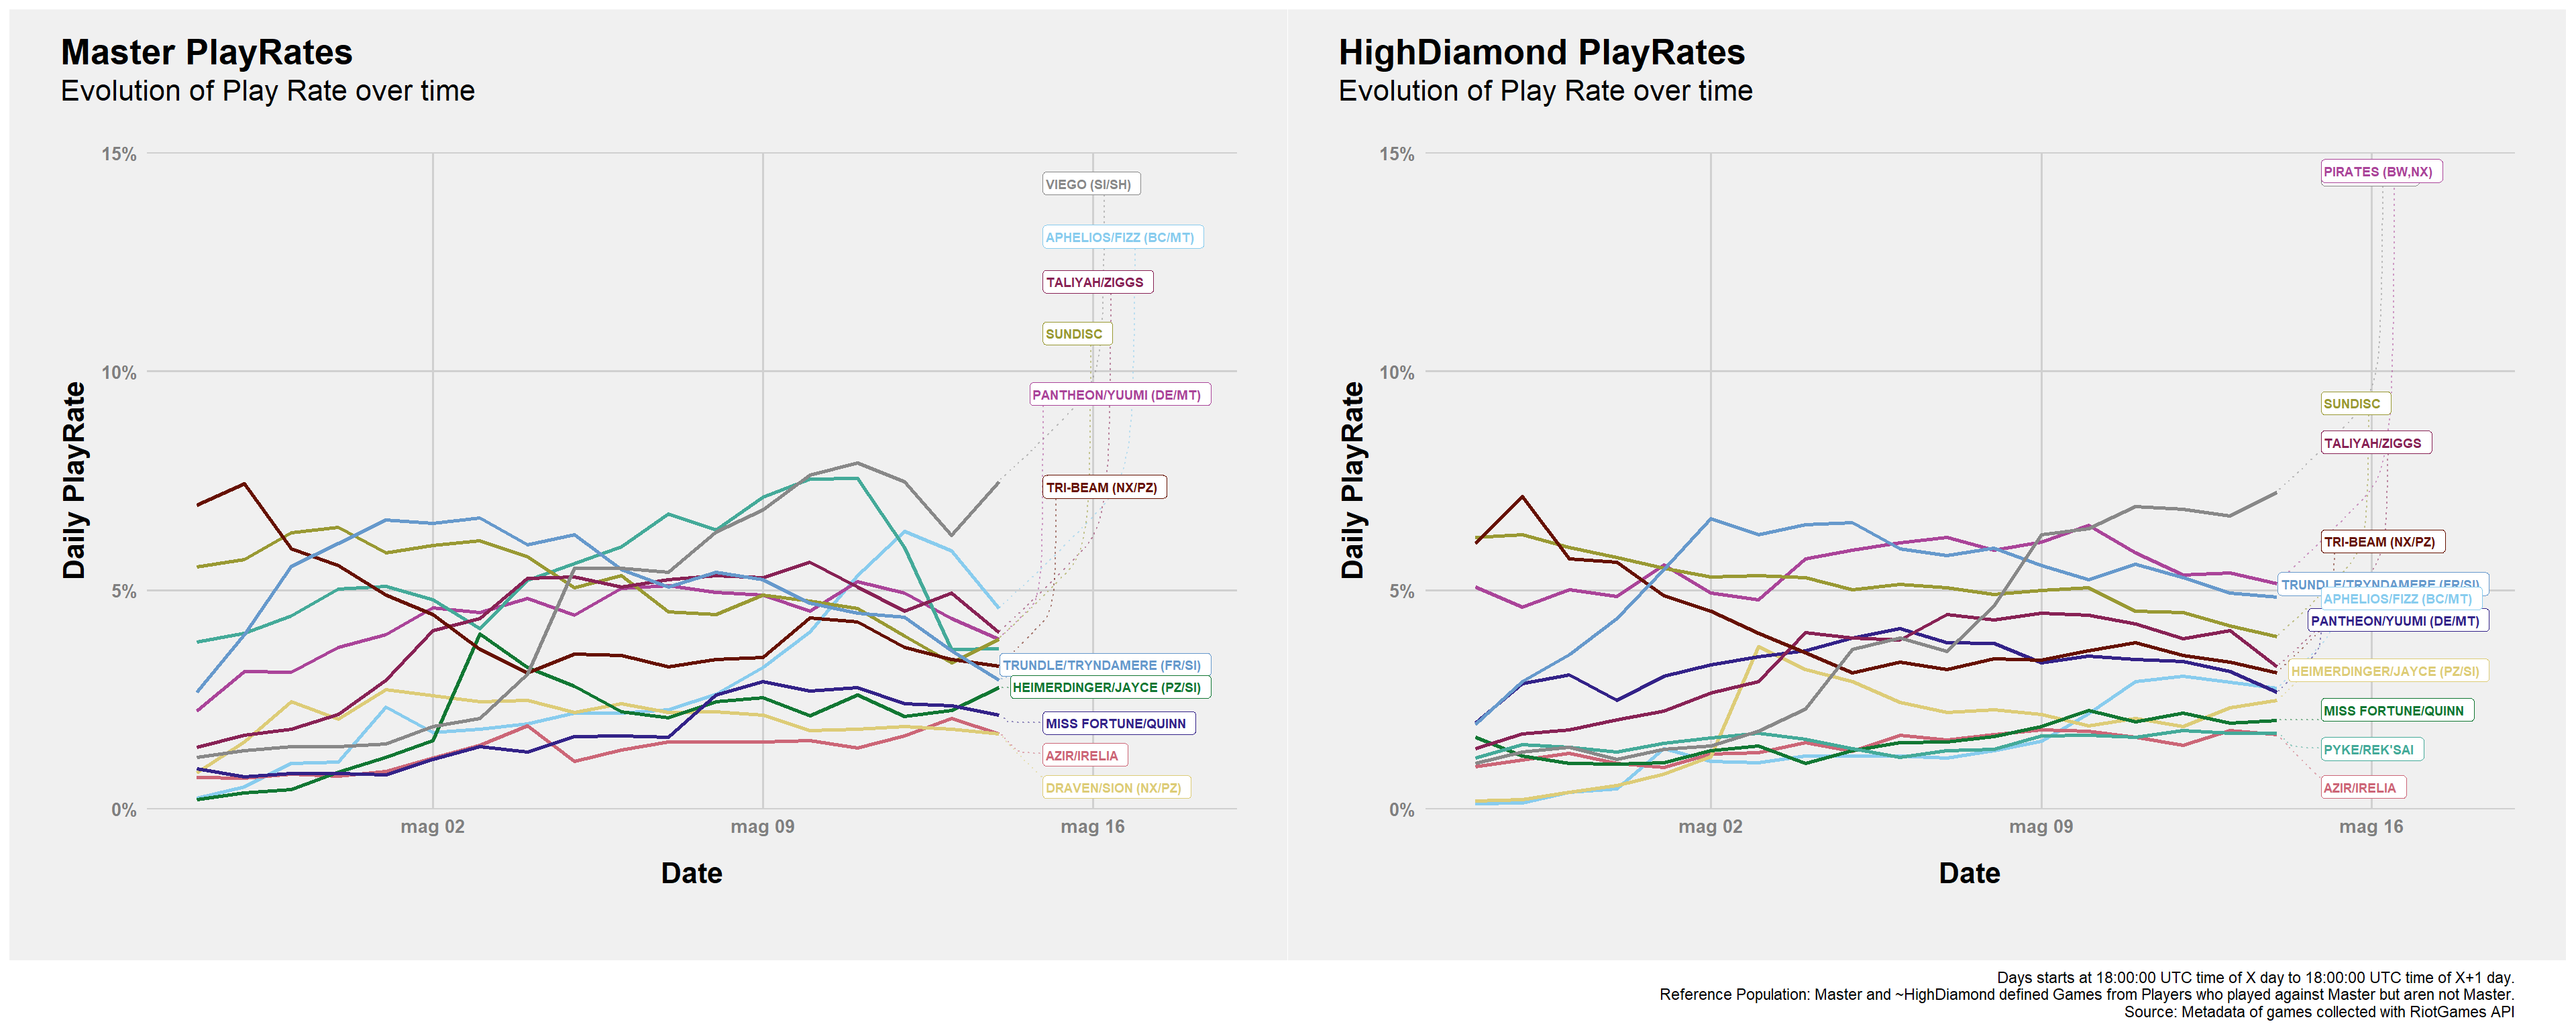 Master PlayRates
Evolution of Play Rate over time
Daily PlayRate
15%
10%
5%
0%
VIEGO (SI/SH)
APHELIOS/FIZZ (BC/MT)
TALIYAH/ZIGGS
SUNDISC
PANTHEON/YUUMI (DE/MT)
TRI-BEAM (NX/PZ)
TRUNDLE/TRYNDAMERE (FR/SI)
HEIMERDINGER/JAYCE (PZ/SI)
MISS FORTUNE/QUINN
AZIR/IRELIA
DRAVEN/SION (NX/PZ)
mag 02
mag 09
mag 16
Date
HighDiamond PlayRates
Evolution of Play Rate over time
Daily PlayRate
15%
10%
5%
0%
PIRATES (BW,NX)
SUNDISC
TALIYAH/ZIGGS
TRI-BEAM (NX/PZ)
TRUNDLE/TRYNDAMERE (FR/SI)
APHELIOS/FIZZ (BC/MT)
PANTHEON/YUUMI (DE/MT)
HEIMERDINGER/JAYCE (PZ/SI)
MISS FORTUNE/QUINN
PYKE/REK'SAI
AZIR/IRELIA
mag 02
mag 09
mag 16
Date
Days starts at 18:00:00 UTC time of X day to 18:00:00 UTC time of X+1 day.
Reference Population: Master and ~HighDiamond defined Games from Players who played against Master but aren not Master.
Source: Metadata of games collected with RiotGames API